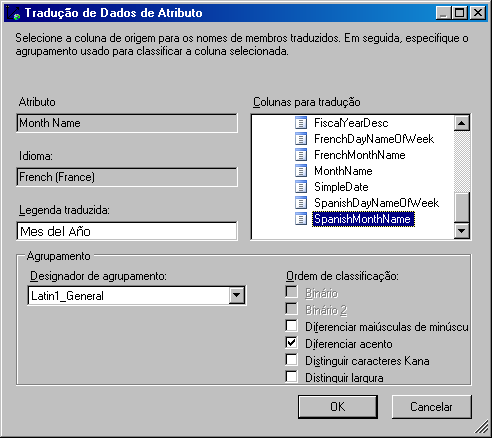 Tradução de Dados de Atributo
Selecione a coluna de origem para os nomes de membros traduzidos. Em seguida, especifique o
agrupamento usado para classificar a coluna selecionada.
Atributo
Month Name
Idioma:
French (France)
Legenda traduzida:
Mes del Año
Colunas para tradução
FiscalYearDesc
FrenchDayNameOfWeek
FrenchMonthName
MonthName
SimpleDate
SpanishDayNameOfWeek
SpanishMonthName
Agrupamento
Designador de agrupamento:
Latin1_General
Ordem de classificação:
Binário
Binário 2
Diferenciar maiúsculas de minúscu
Diferenciar acento
Distinguir caracteres Kana
Distinguir largura
OK
Cancelar